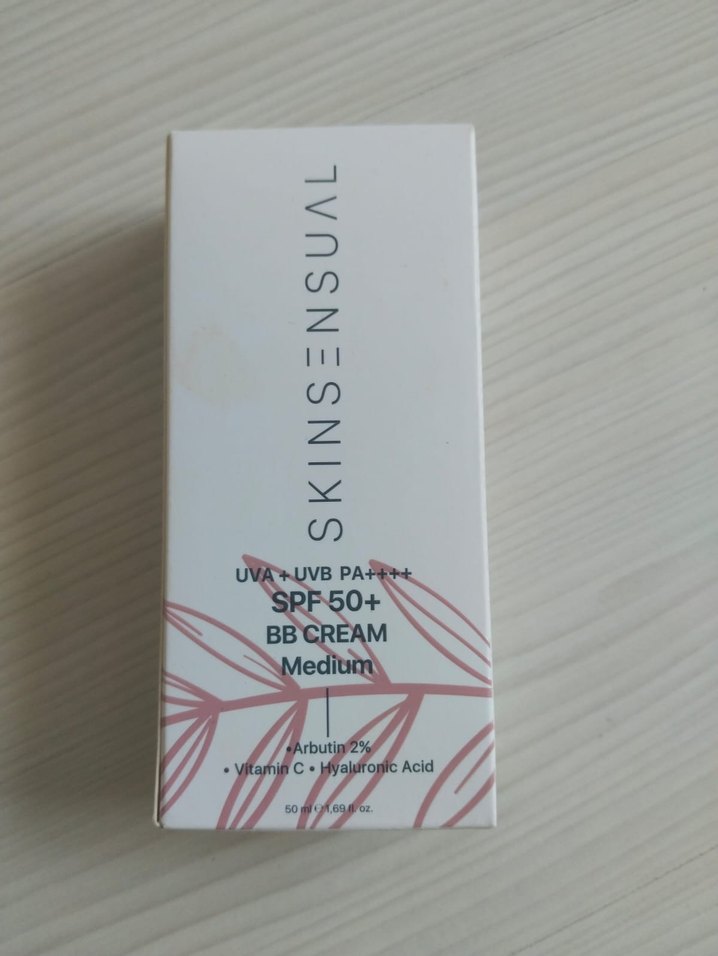 SKINSENSUAL
UVA + UVB PA++++
SPF 50+
BB CREAM
Medium
•Arbutin 2%
• Vitamin C • Hyaluronic Acid
50 ml ℮ 1,69 fl. oz.